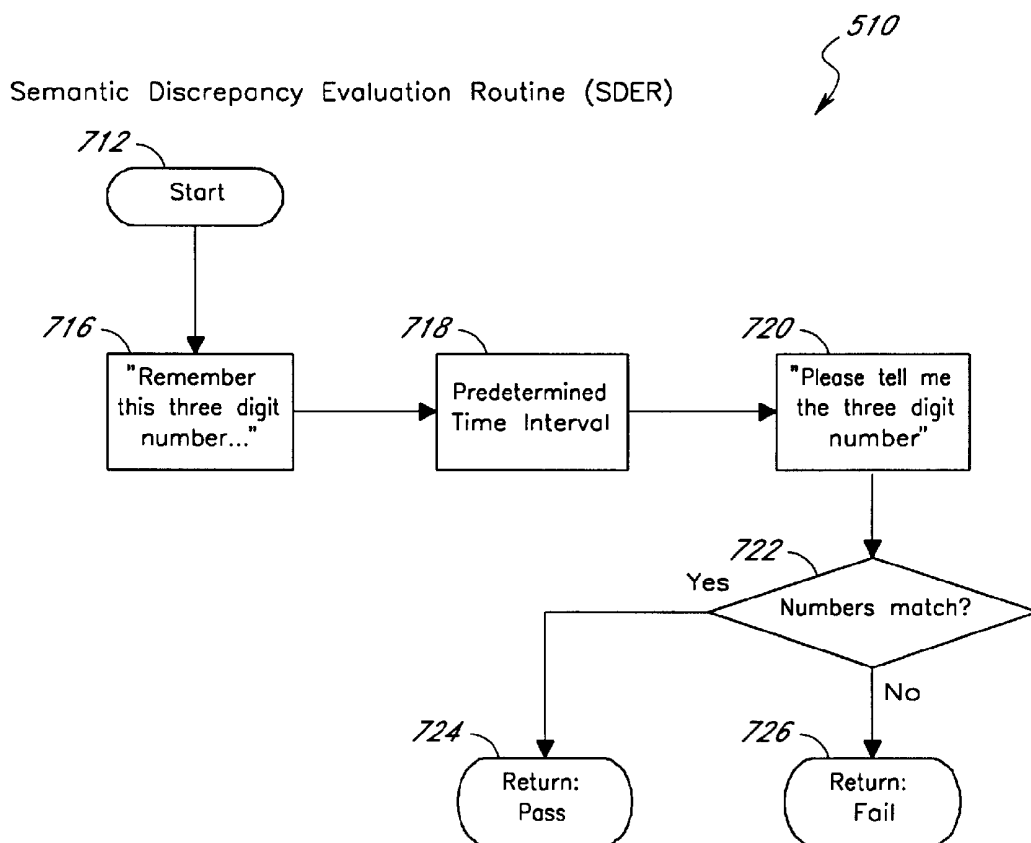 510
Semantic Discrepancy Evaluation Routine (SDER)
712
Start
716
"Remember
this three digit
number..."
718
Predetermined
Time Interval
720
"Please tell me
the three digit
number"
722
Yes
Numbers match?
No
724
Return:
Pass
726
Return:
Fail